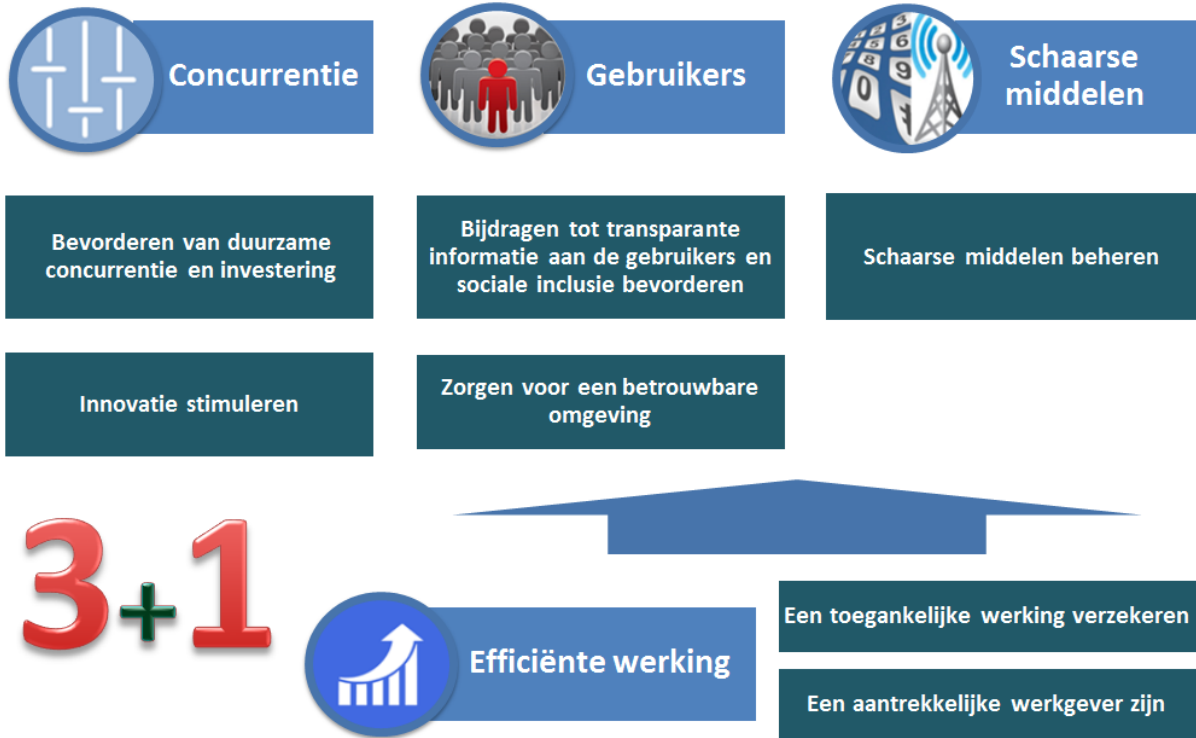 Concurrentie
Gebruikers
Schaarse
middelen
Bevorderen van duurzame
concurrentie en investering
Bijdragen tot transparante
informatie aan de gebruikers en
sociale inclusie bevorderen
Schaarse middelen beheren
Innovatie stimuleren
Zorgen voor een betrouwbare
omgeving
3+1
Efficiënte werking
Een toegankelijke werking verzekeren
Een aantrekkelijke werkgever zijn